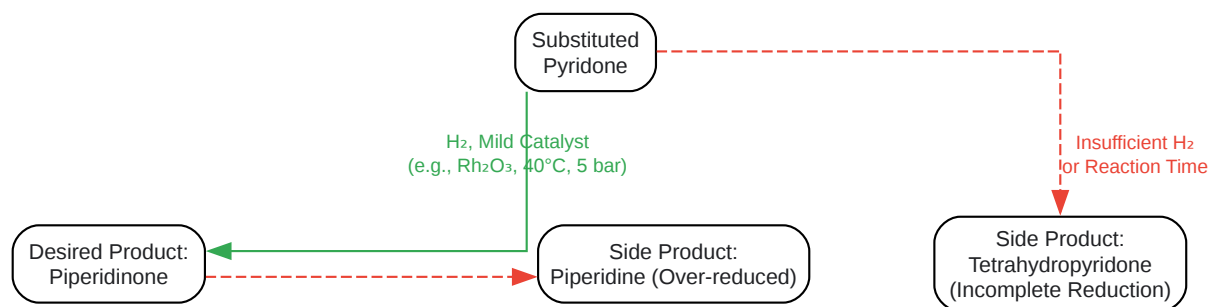 Substituted
Pyridone
H₂, Mild Catalyst
(e.g., Rh₂O₃, 40°C, 5 bar)
Insufficient H₂
or Reaction Time
Desired Product:
Piperidinone
Side Product:
Piperidine (Over-reduced)
Side Product:
Tetrahydropyridone
(Incomplete Reduction)